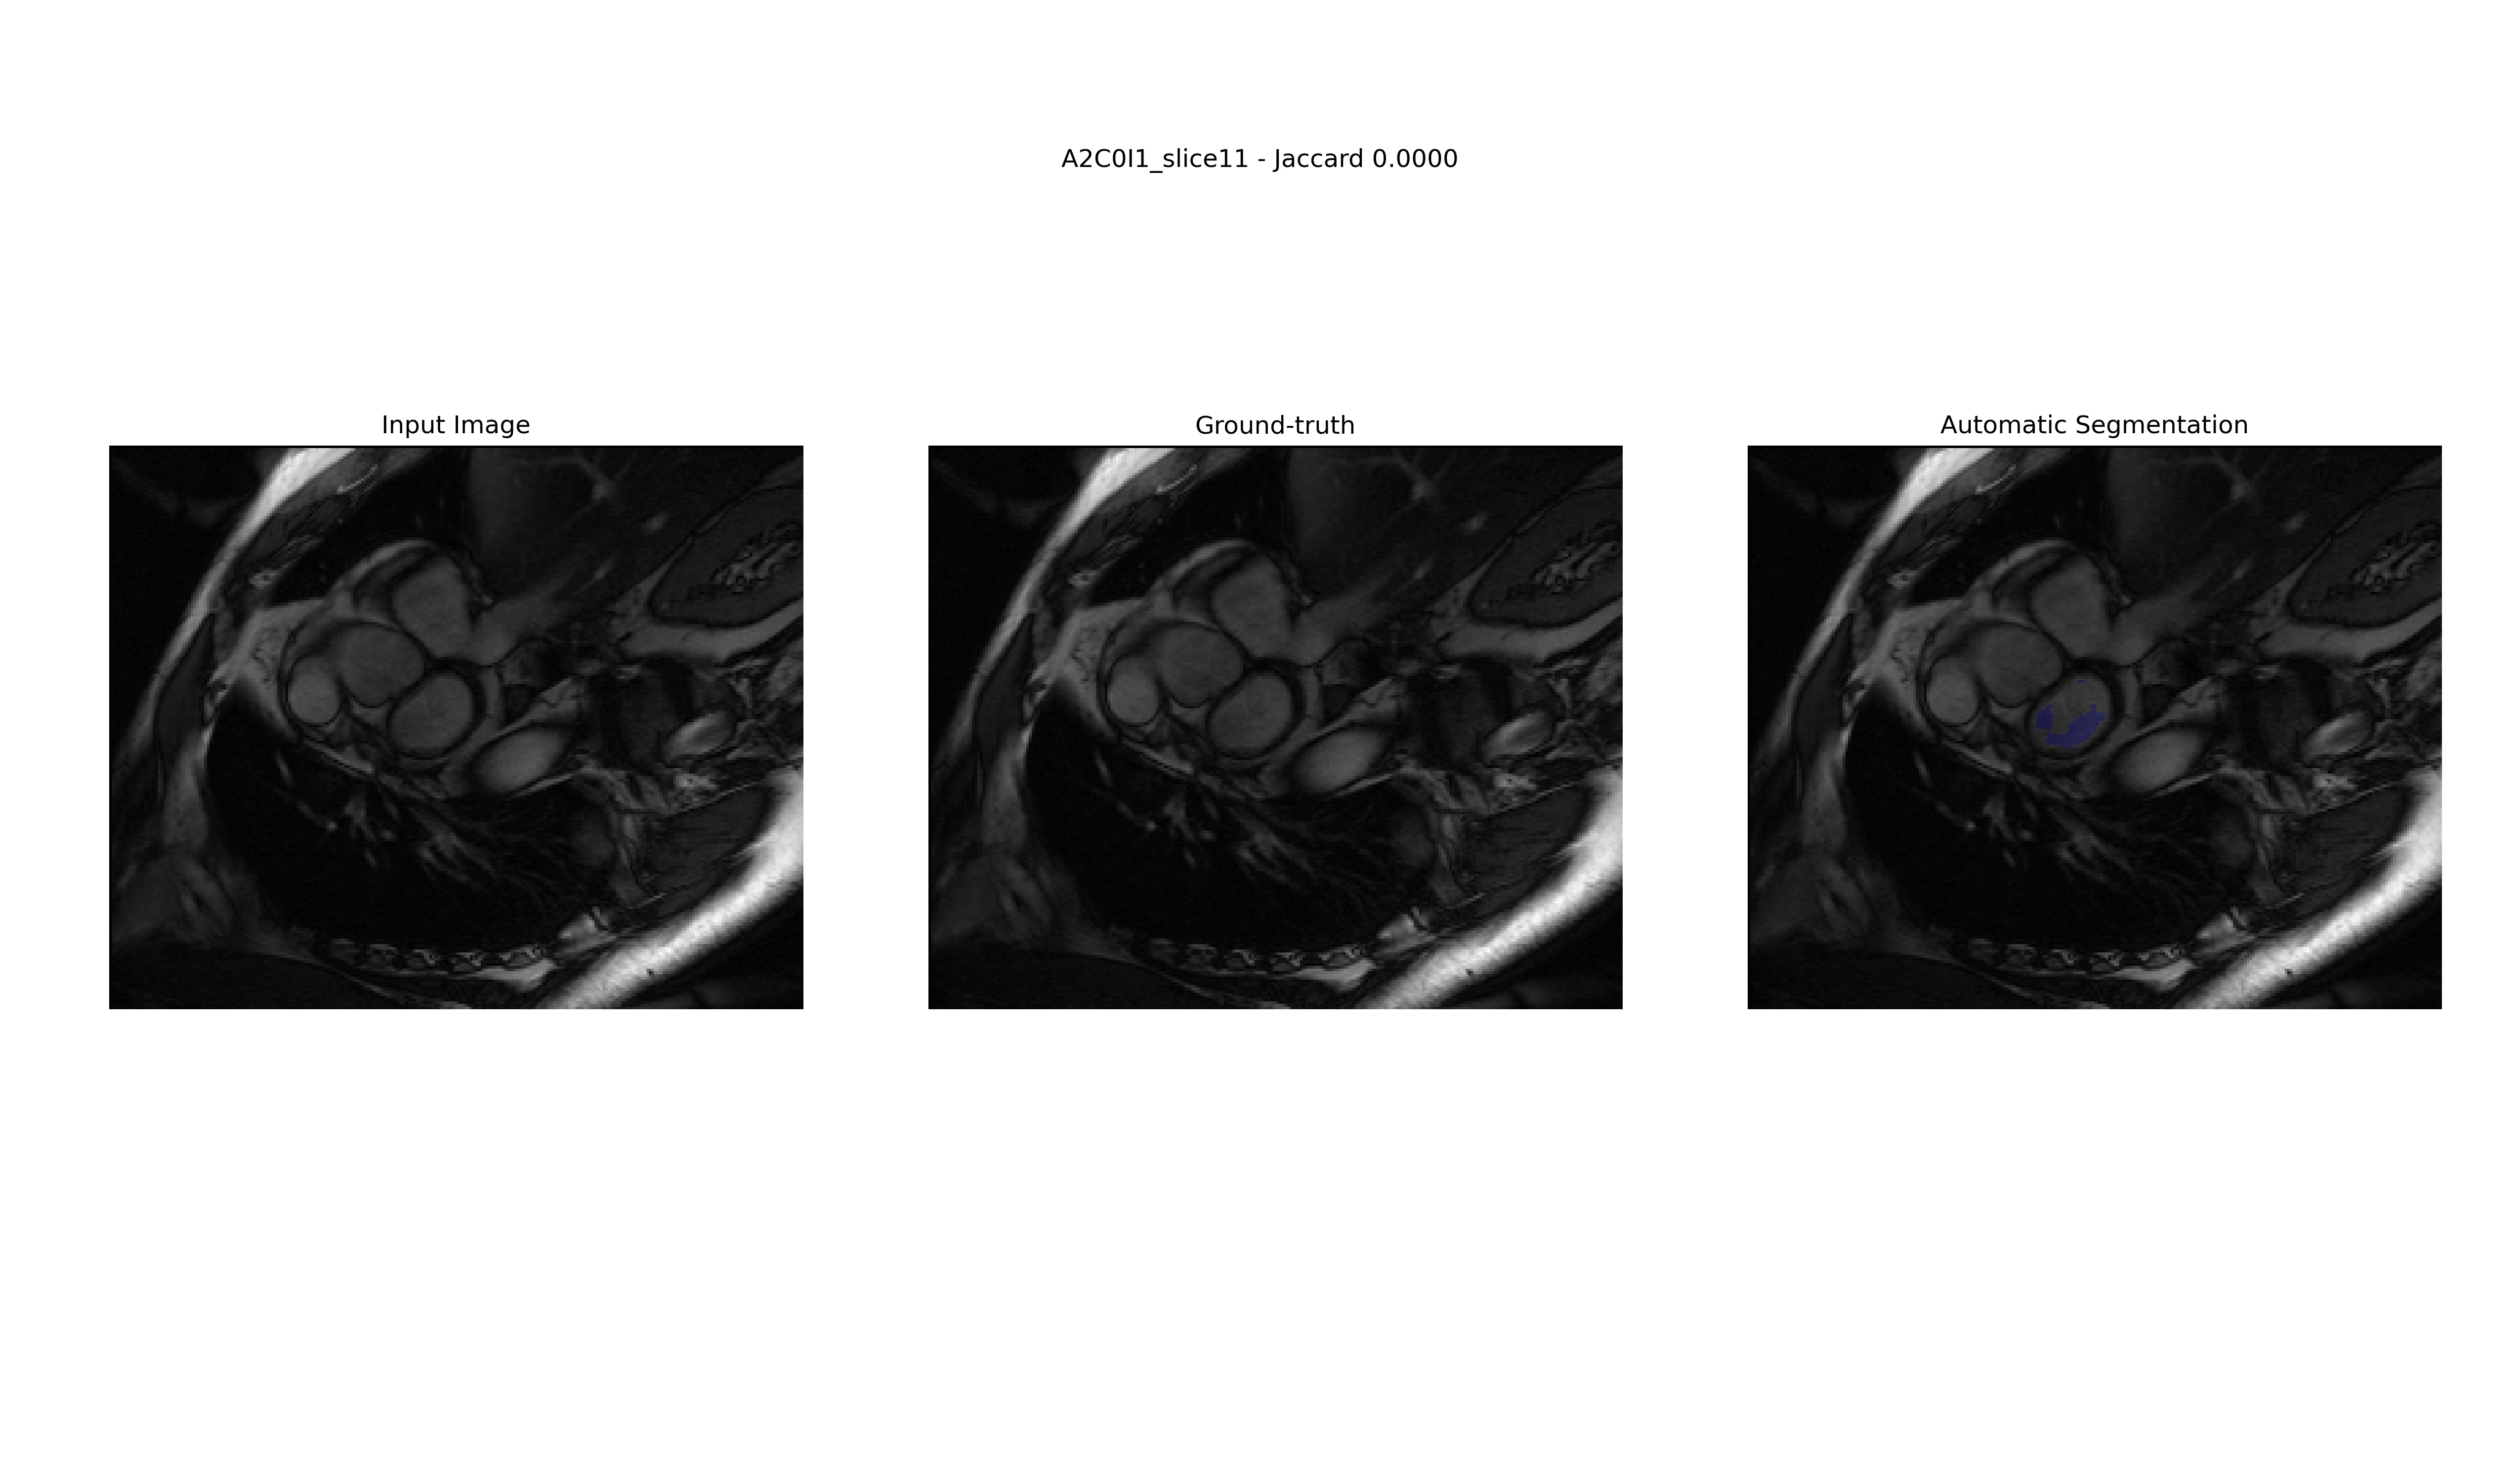 A2C0I1_slice11 - Jaccard 0.0000
Input Image
Ground-truth
Automatic Segmentation